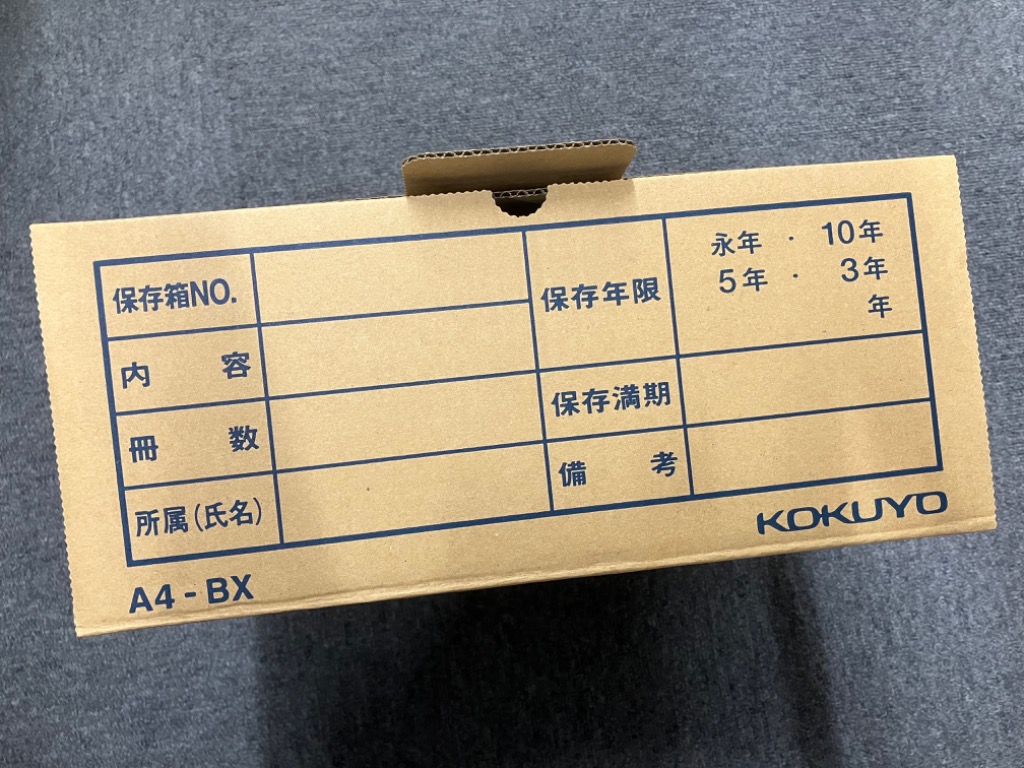 保存箱NO.
内容
冊数
所属(氏名)
保存年限
永年・10年
5年・3年
年
保存満期
備考
KOKUYO
A4-BX